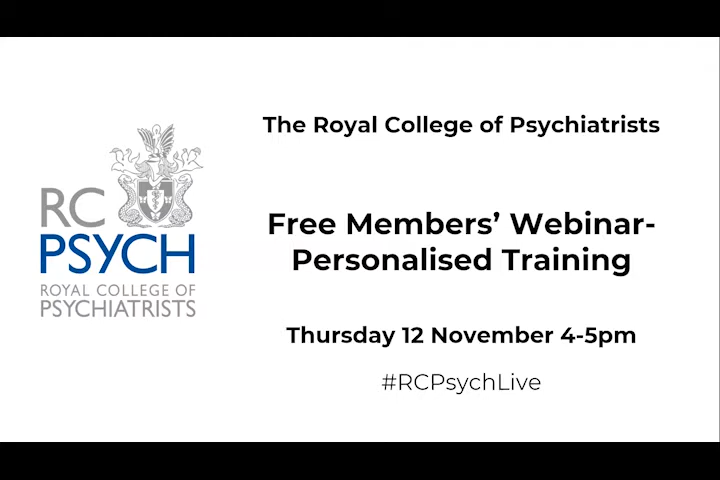 RC
PSYCH
ROYAL COLLEGE OF
PSYCHIATRISTS
The Royal College of Psychiatrists
Free Members’ Webinar-
Personalised Training
Thursday 12 November 4-5pm
#RCPsychLive